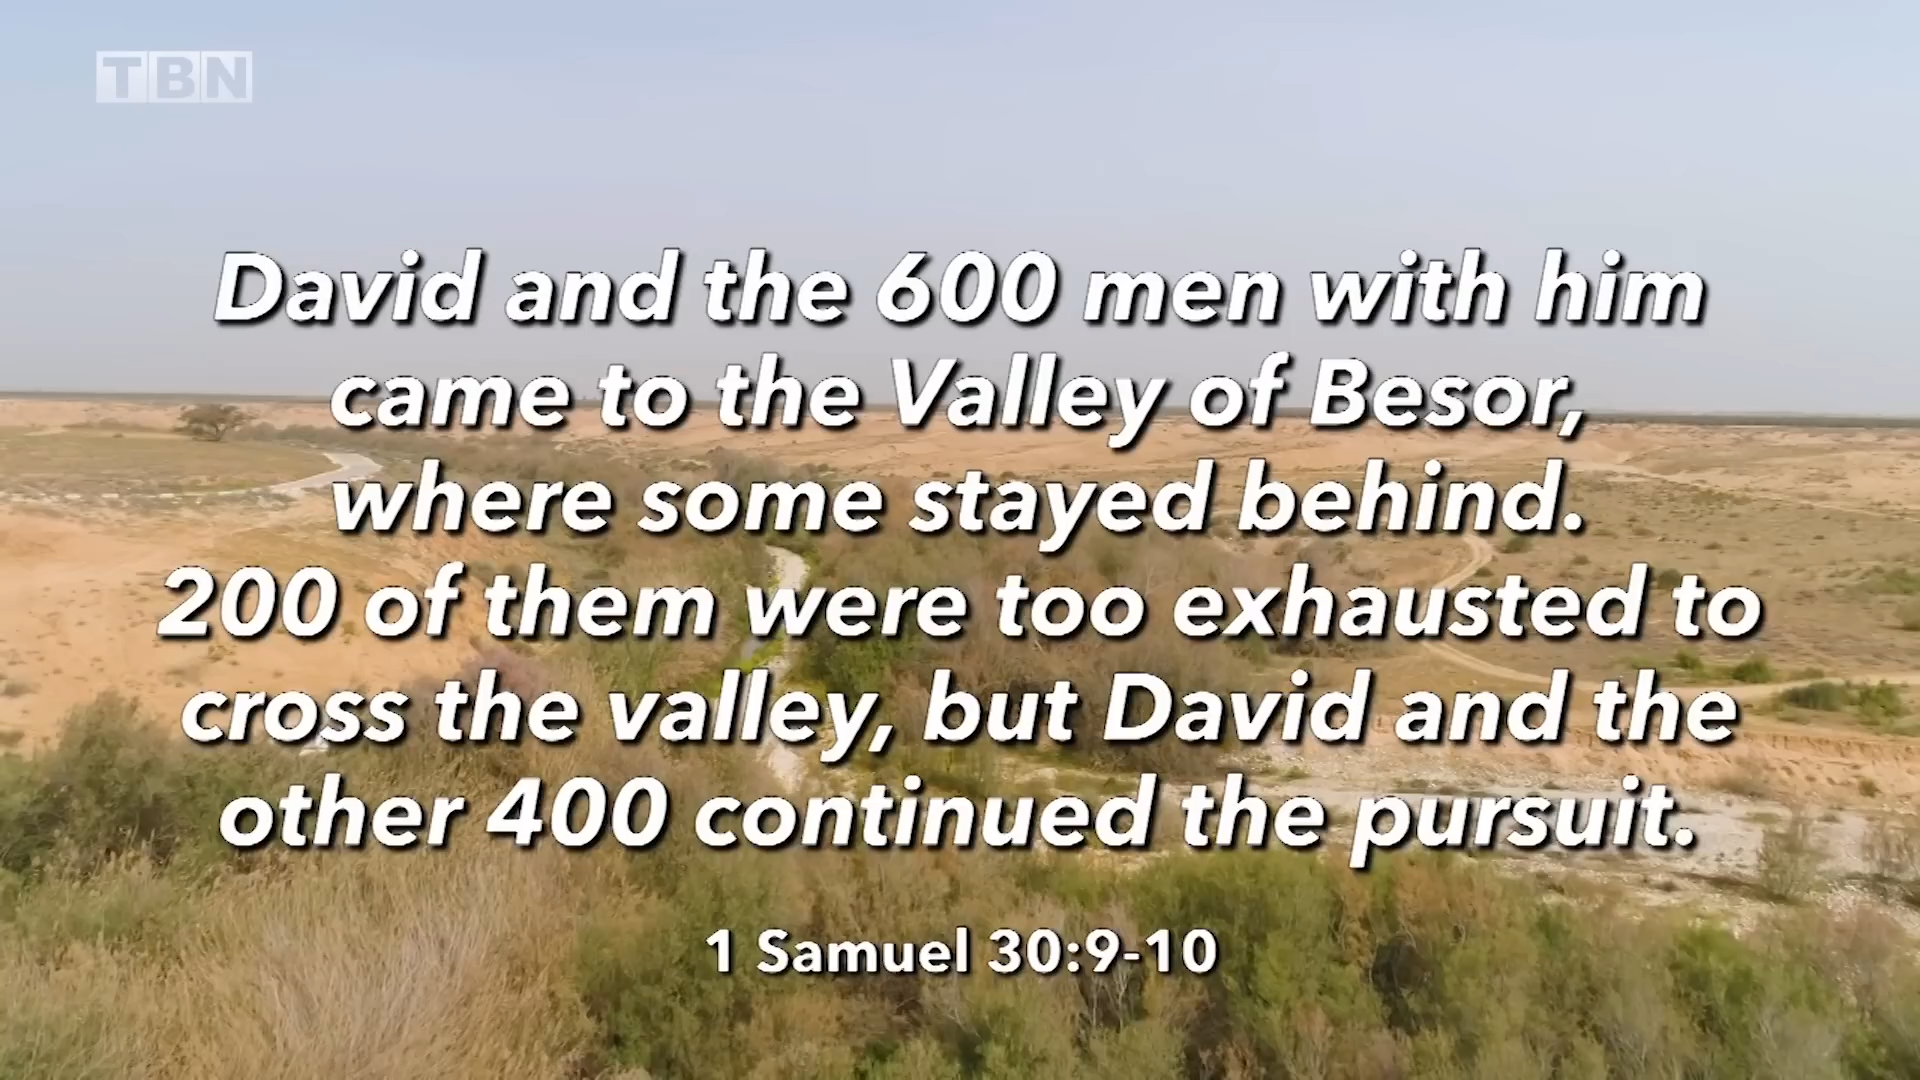 TBN
David and the 600 men with him
came to the Valley of Besor,
where some stayed behind.
200 of them were too exhausted to
cross the valley, but David and the
other 400 continued the pursuit.
1 Samuel 30:9-10